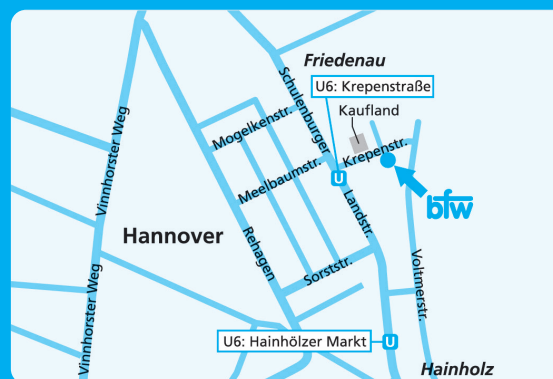 Friedenau
U6: Krepenstraße
Kaufland
Schulenburger
Landstr.
Mogelkenstr.
Meelbaumstr.
Krepenstr.
bfw
Vinnhorster Weg
Vinnhorster Weg
Hannover
Rehagen
Sorststr.
Voltmerstr.
U
U
U6: Hainhölzer Markt
Hainholz